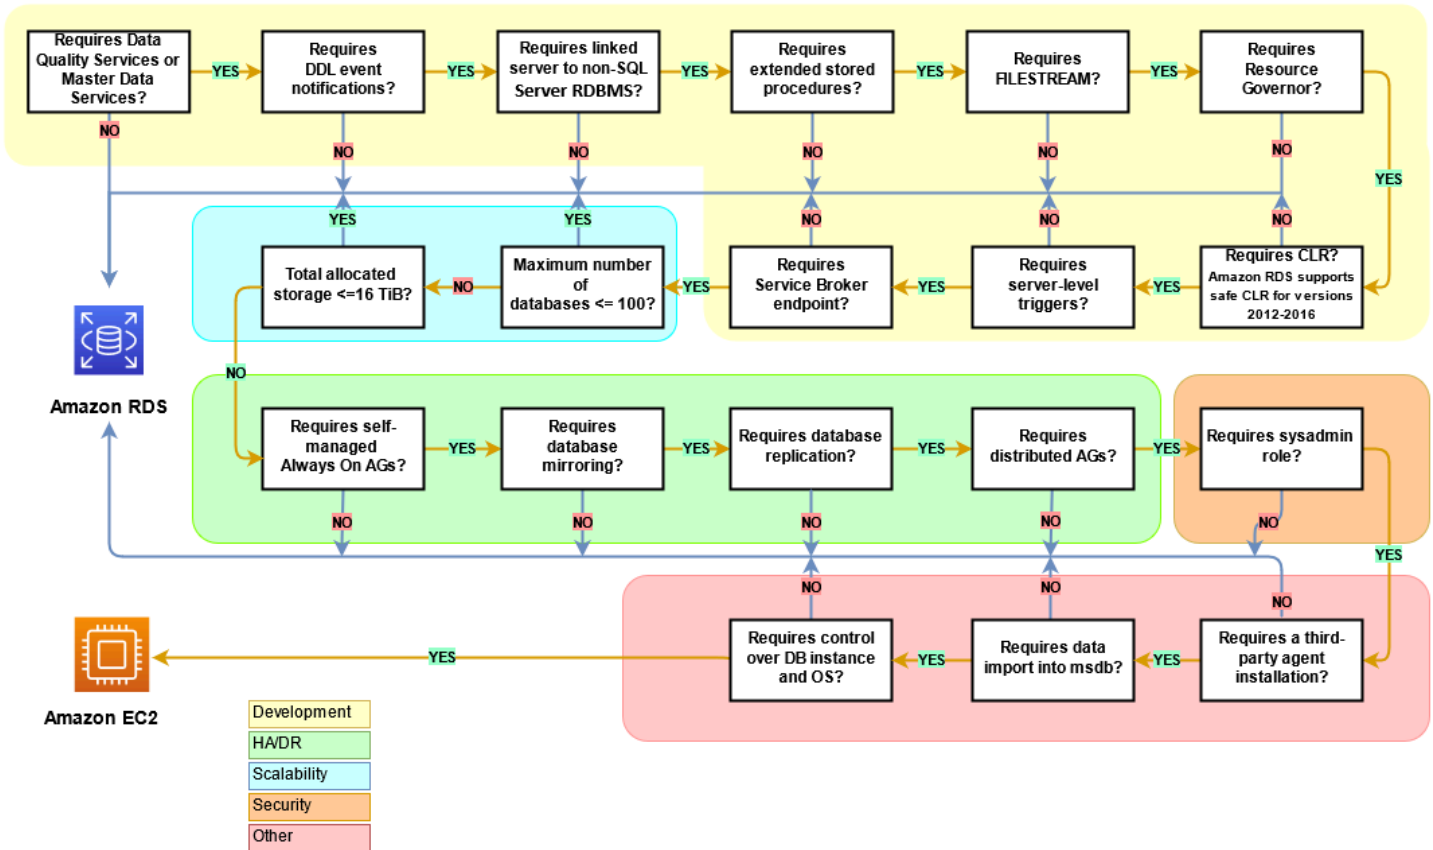 Requires Data
Quality Services or
Master Data
Services?
YES
Requires
DDL event
notifications?
YES
Requires linked
server to non-SQL
Server RDBMS?
YES
Requires
extended stored
procedures?
YES
Requires
FILESTREAM?
YES
Requires
Resource
Governor?
NO
NO
NO
NO
NO
NO
YES
YES
YES
NO
NO
NO
Total allocated
storage <=16 TiB?
NO
Maximum number
of
databases <= 100?
YES
Requires
Service Broker
endpoint?
YES
Requires
server-level
triggers?
YES
Requires CLR?
Amazon RDS supports
safe CLR for versions
2012-2016
NO
Amazon RDS
Requires self-
managed
Always On AGs?
YES
Requires
database
mirroring?
YES
Requires database
replication?
YES
Requires
distributed AGs?
YES
Requires sysadmin
role?
NO
NO
NO
NO
NO
YES
NO
NO
NO
Amazon EC2
YES
Requires control
over DB instance
and OS?
YES
Requires data
import into msdb?
YES
Requires a third-
party agent
installation?
Development
HA/DR
Scalability
Security
Other